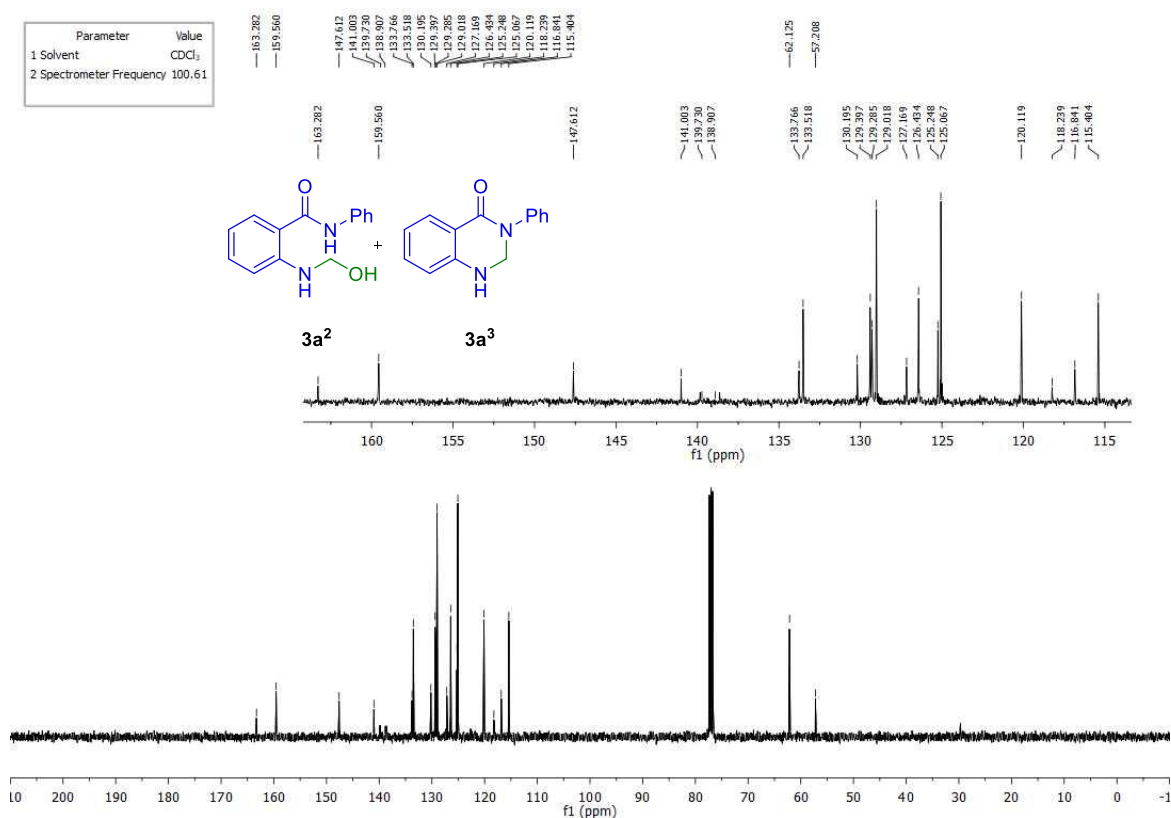 Parameter Value
1 Solvent CDCl₃
2 Spectrometer Frequency 100.61
163.282
159.560
147.612
141.003
139.730
138.907
133.766
133.518
130.195
129.397
129.285
129.018
127.169
126.434
125.248
125.067
120.119
118.239
116.841
115.404
62.125
57.208
163.282
159.560
147.612
141.003
139.730
138.907
133.766
133.518
130.195
129.397
129.285
129.018
127.169
126.434
125.248
125.067
120.119
118.239
116.841
115.404
O
N
H
Ph
N
H
OH
3a²
+
O
N
Ph
N
H
3a³
160 155 150 145 140 135 130 125 120 115
f1 (ppm)
10 200 190 180 170 160 150 140 130 120 110 100 90 80 70 60 50 40 30 20 10 0 -1
f1 (ppm)